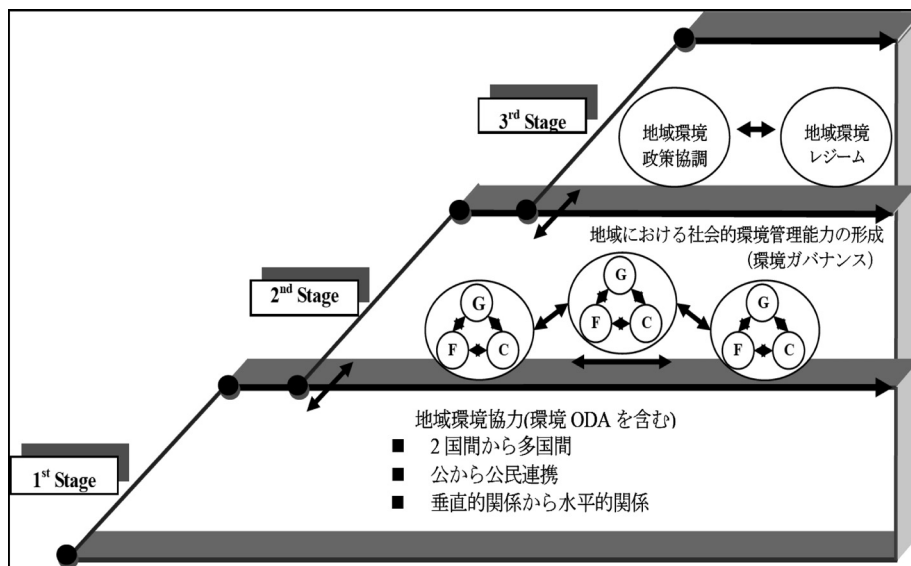 3rd Stage
地域環境
政策協調
地域環境
レジーム
地域における社会的環境管理能力の形成
(環境ガバナンス)
2nd Stage
G
F
C
G
F
C
G
F
C
地域環境協力(環境 ODA を含む)
■ 2 国間から多国間
■ 公から公民連携
■ 垂直的関係から水平的関係
1st Stage